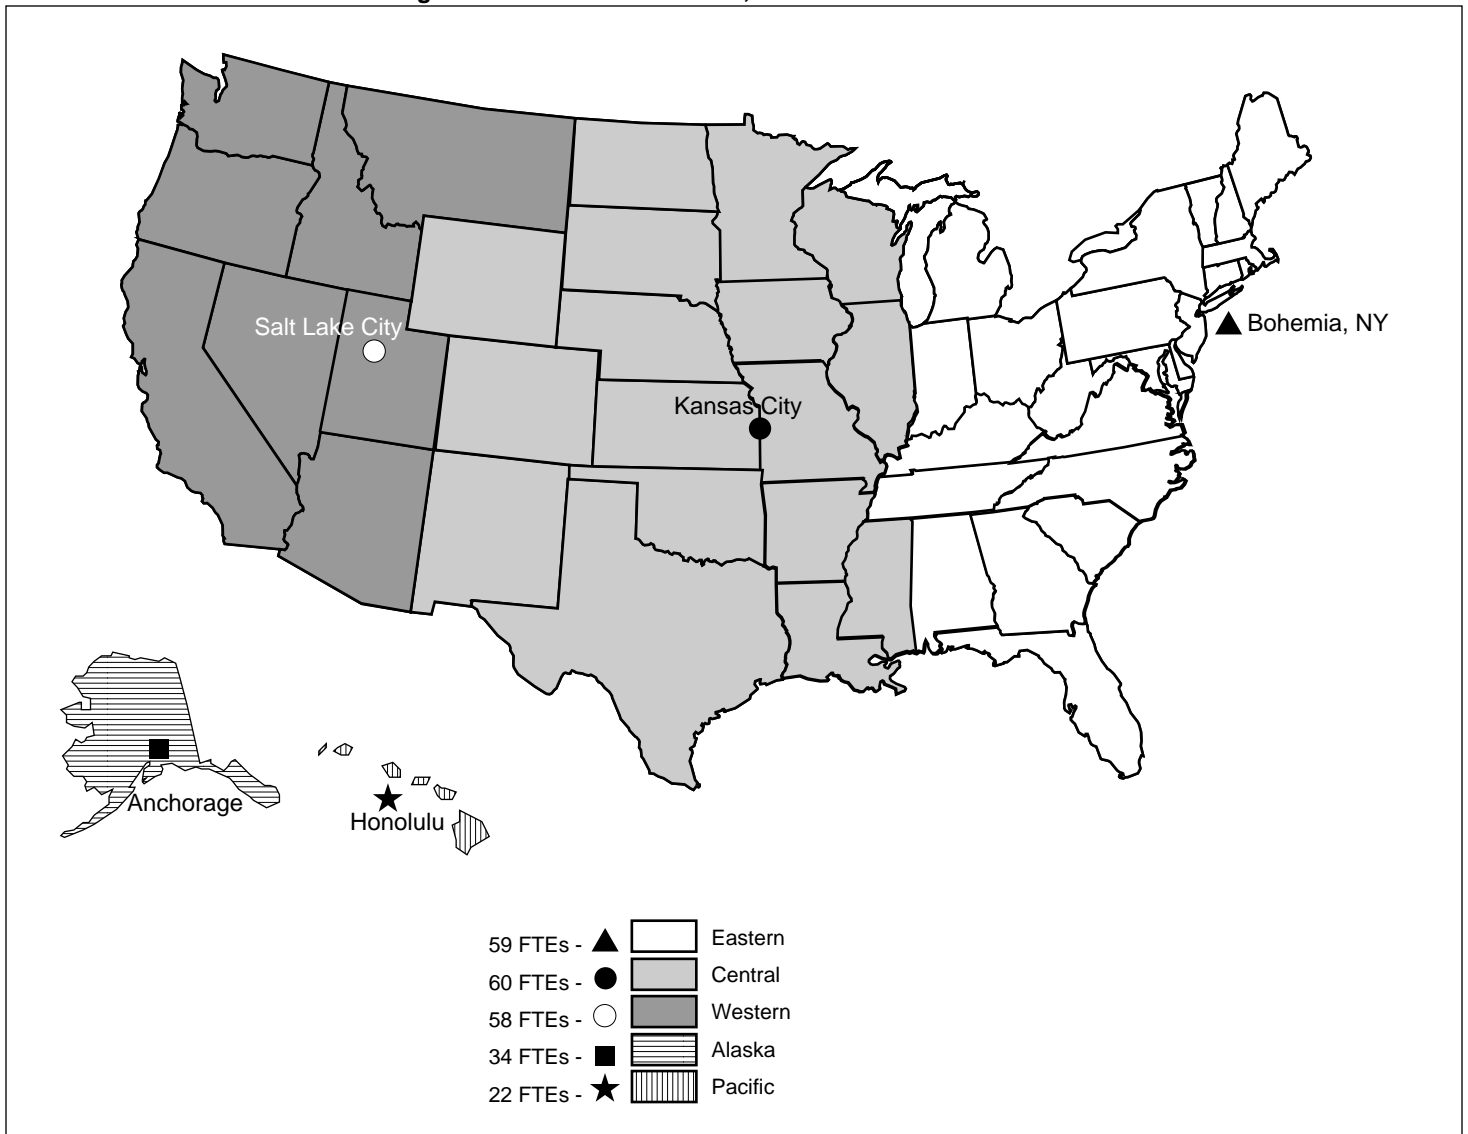 Salt Lake City
Bohemia, NY
Kansas City
Anchorage
Honolulu
59 FTEs - Eastern
60 FTEs - Central
58 FTEs - Western
34 FTEs - Alaska
22 FTEs - Pacific